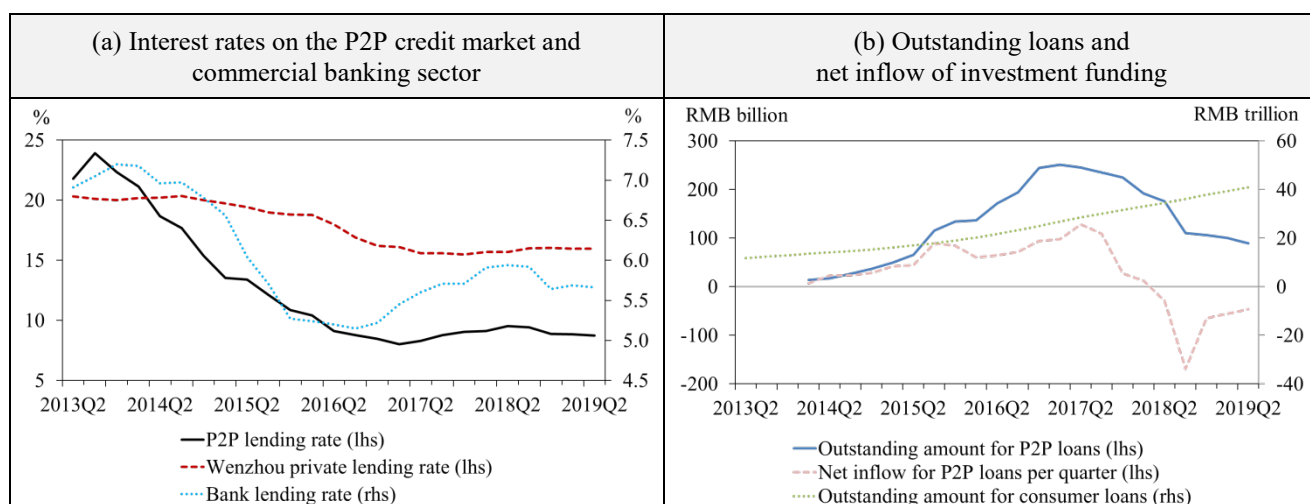 (a) Interest rates on the P2P credit market and
commercial banking sector
%
%
25
20
15
10
5
7.5
7.0
6.5
6.0
5.5
5.0
4.5
2013Q2 2014Q2 2015Q2 2016Q2 2017Q2 2018Q2 2019Q2
P2P lending rate (lhs)
Wenzhou private lending rate (lhs)
Bank lending rate (rhs)
(b) Outstanding loans and
net inflow of investment funding
RMB billion
RMB trillion
300
200
100
0
-100
-200
60
40
20
0
-20
-40
2013Q2 2014Q2 2015Q2 2016Q2 2017Q2 2018Q2 2019Q2
Outstanding amount for P2P loans (lhs)
Net inflow for P2P loans per quarter (lhs)
Outstanding amount for consumer loans (rhs)